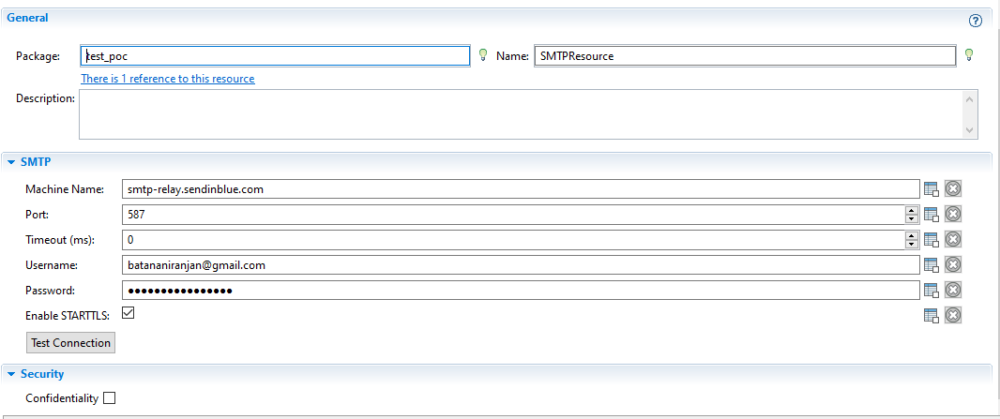 General
Package: test_poc Name: SMTPResource
There is 1 reference to this resource
Description:
SMTP
Machine Name: smtp-relay.sendinblue.com
Port: 587
Timeout (ms): 0
Username: batananiranjan@gmail.com
Password: ●●●●●●●●●●●●●●●●
Enable STARTTLS:
Test Connection
Security
Confidentiality